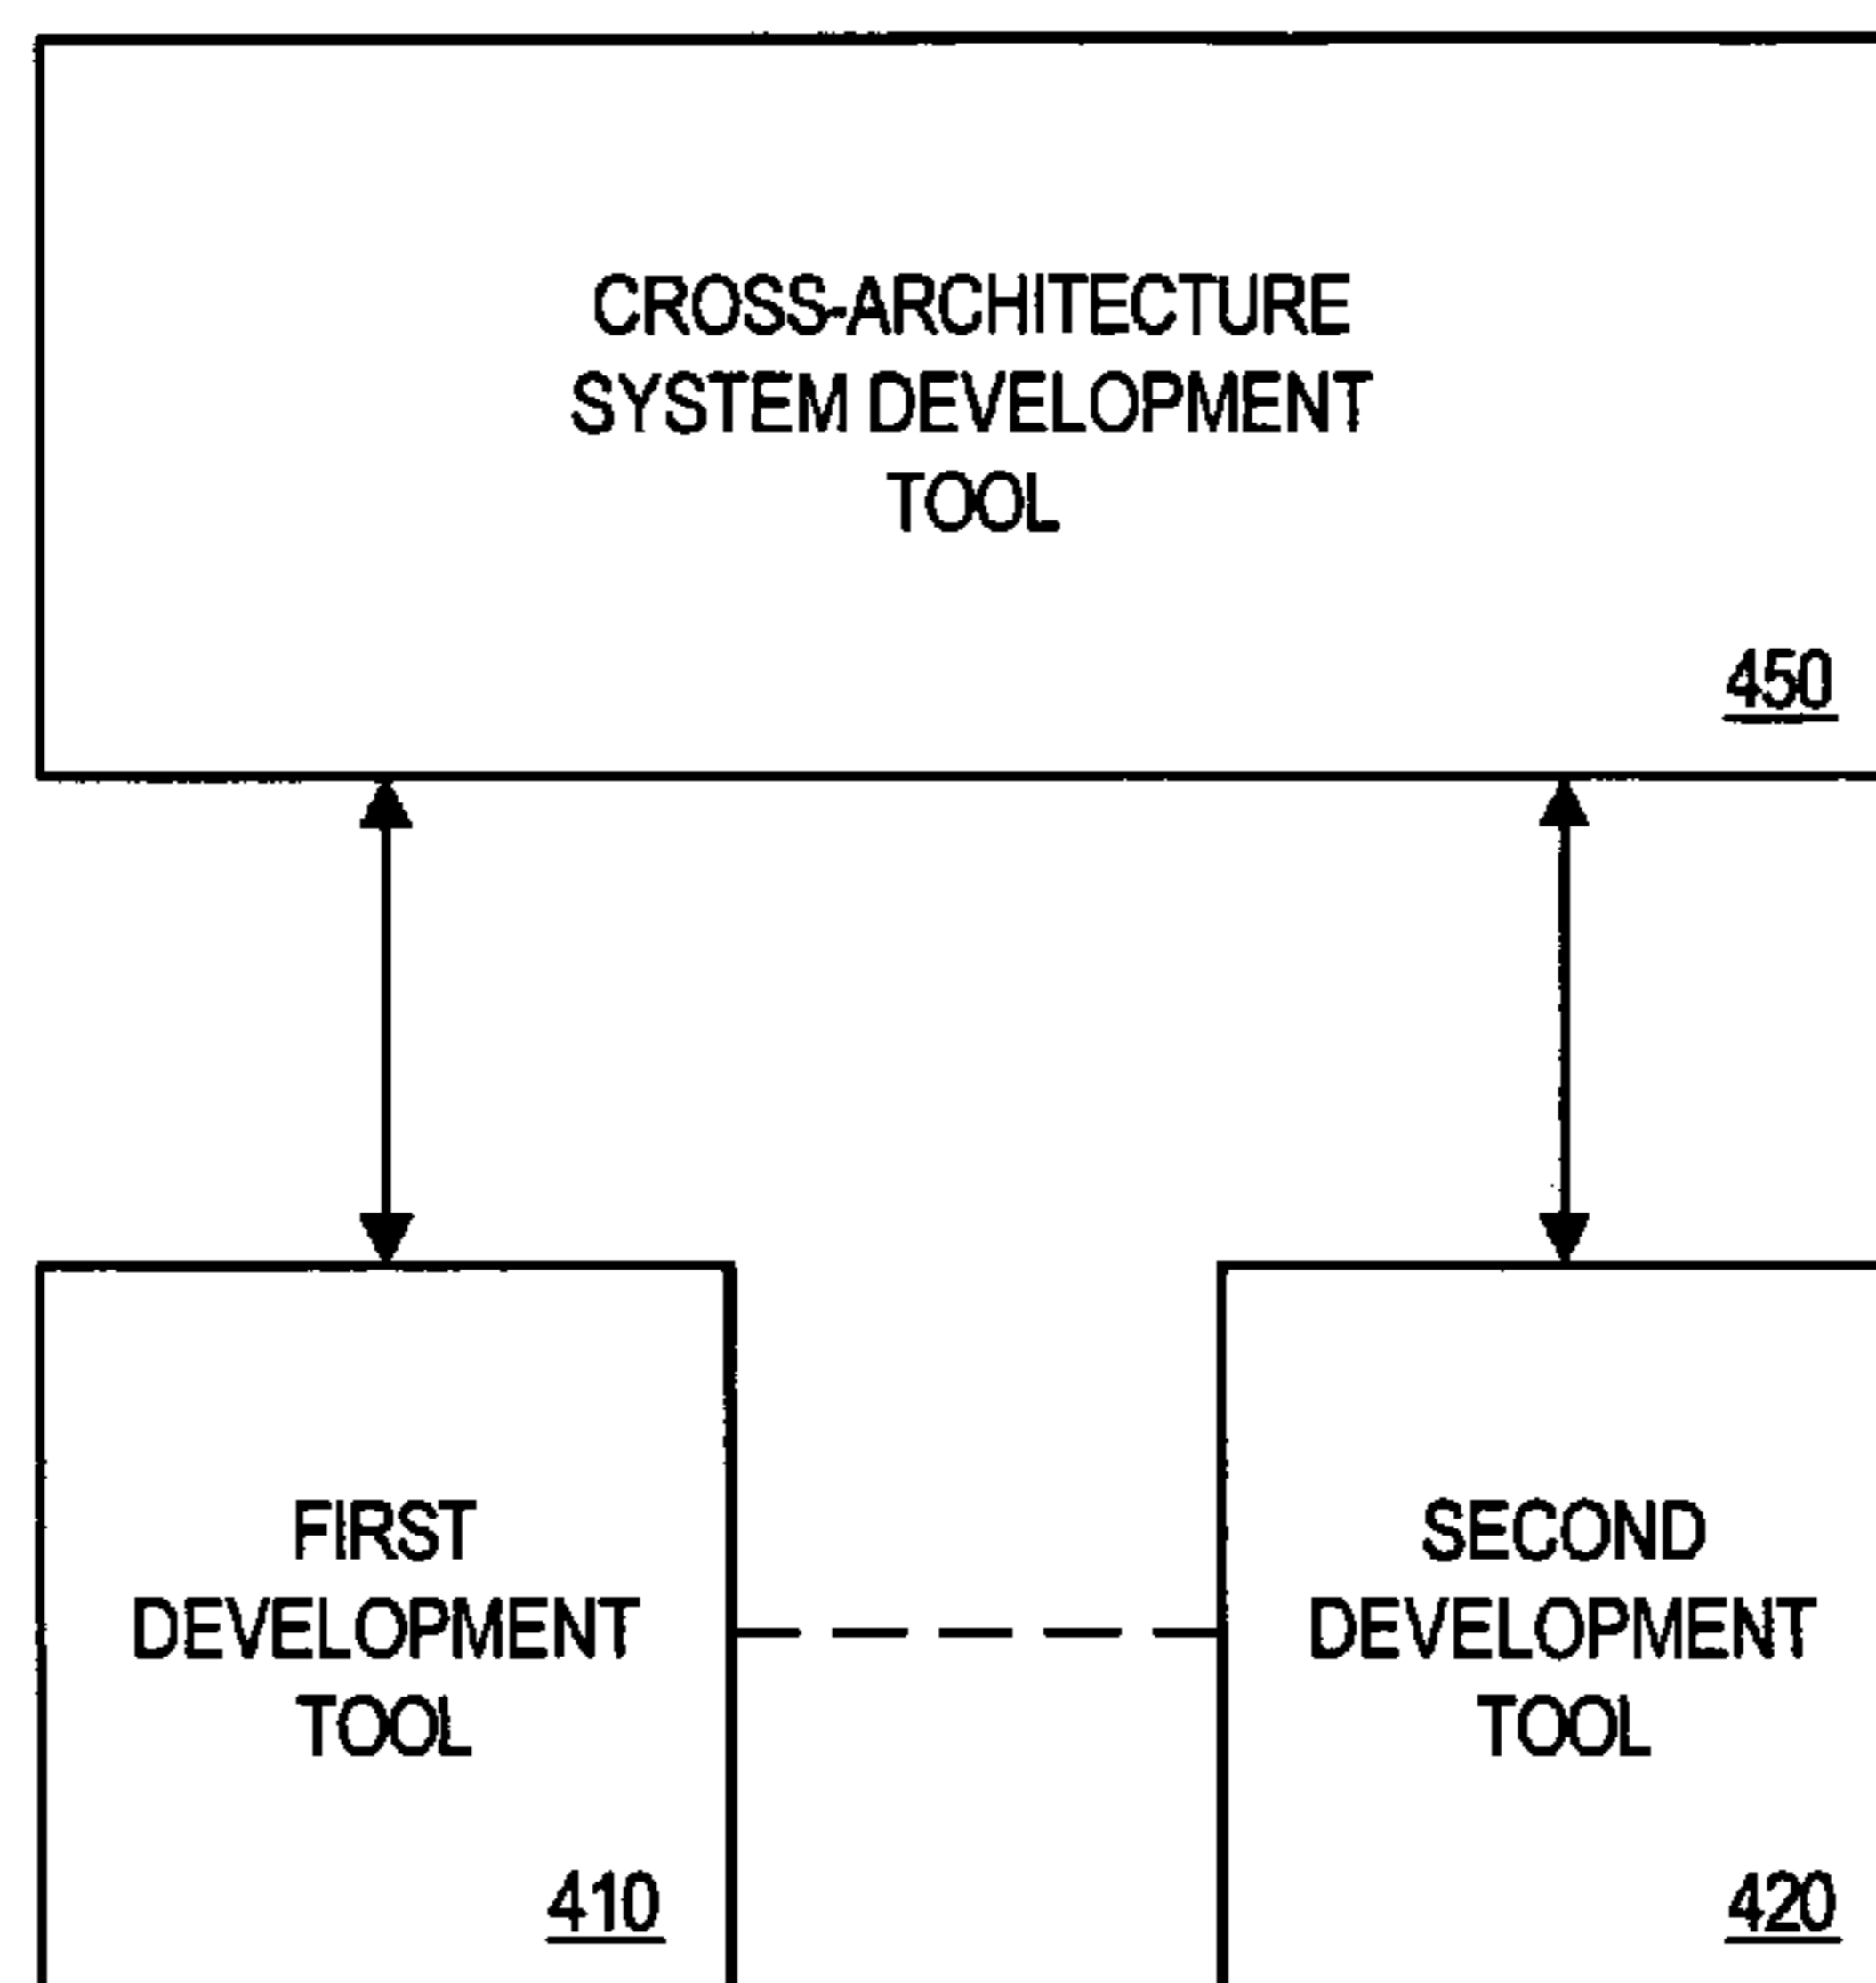 CROSS-ARCHITECTURE
SYSTEM DEVELOPMENT
TOOL
450
FIRST
DEVELOPMENT
TOOL
410
SECOND
DEVELOPMENT
TOOL
420